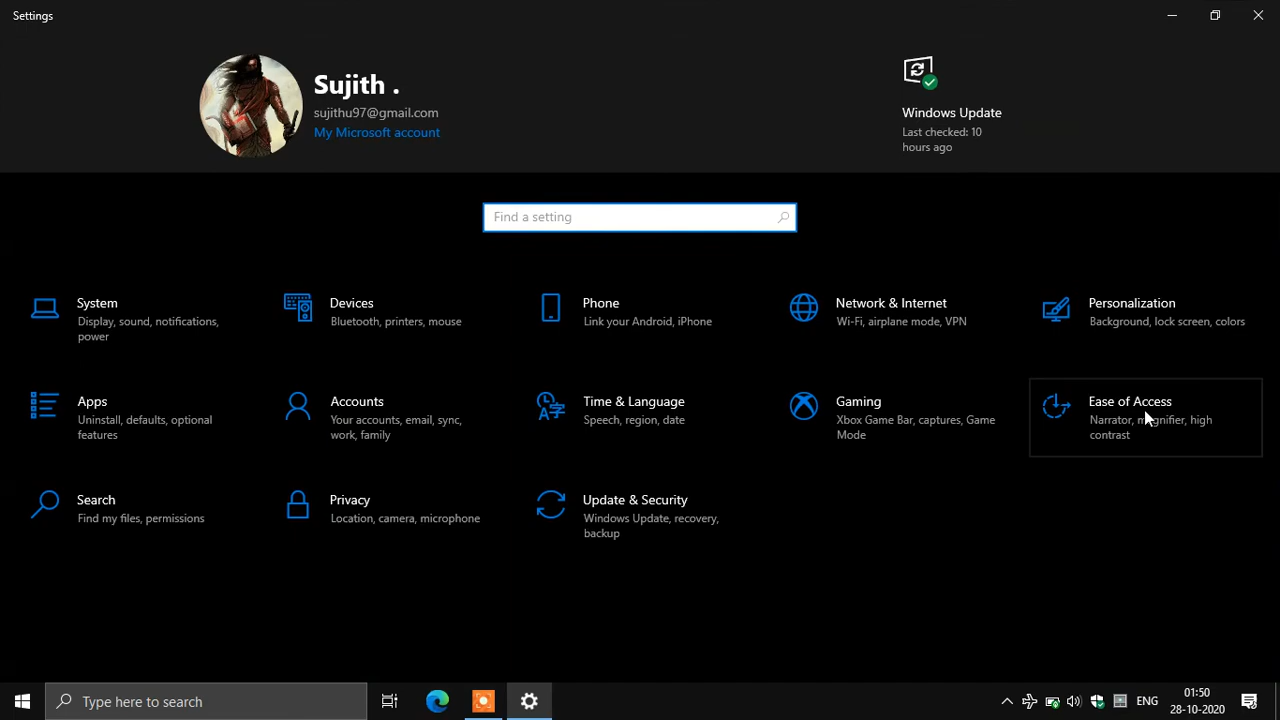 Settings
Sujith .
sujithu97@gmail.com
My Microsoft account
Windows Update
Last checked: 10
hours ago
Find a setting
System
Display, sound, notifications,
power
Devices
Bluetooth, printers, mouse
Phone
Link your Android, iPhone
Network & Internet
Wi-Fi, airplane mode, VPN
Personalization
Background, lock screen, colors
Apps
Uninstall, defaults, optional
features
Accounts
Your accounts, email, sync,
work, family
Time & Language
Speech, region, date
Gaming
Xbox Game Bar, captures, Game
Mode
Ease of Access
Narrator, magnifier, high
contrast
Search
Find my files, permissions
Privacy
Location, camera, microphone
Update & Security
Windows Update, recovery,
backup
Type here to search
ENG
01:50
28-10-2020